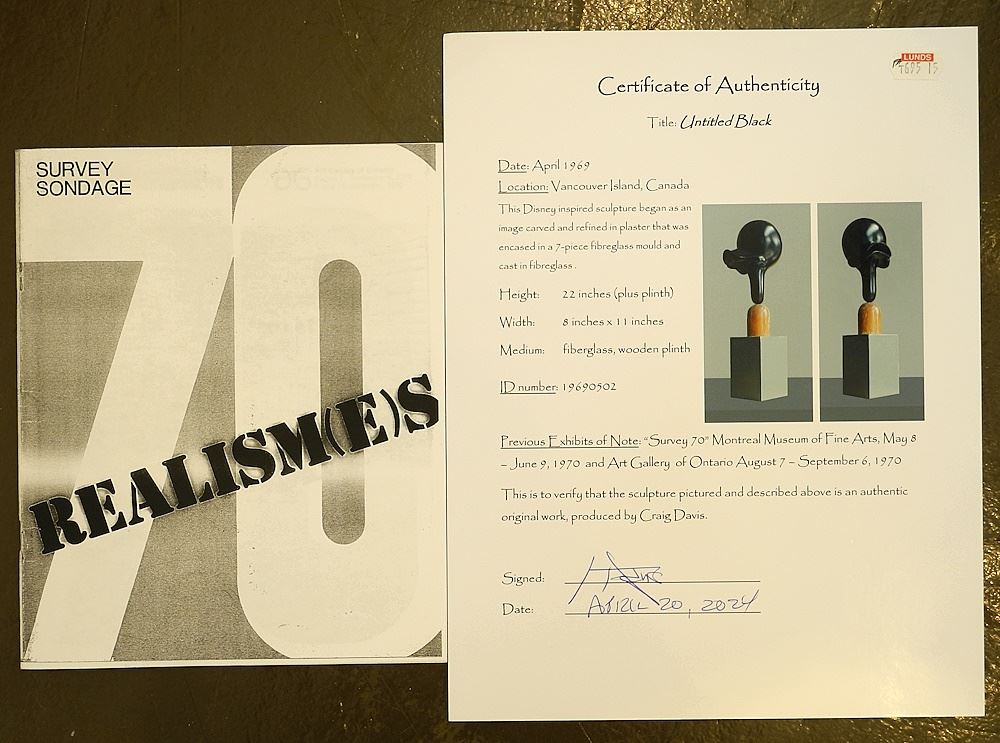 SURVEY
SONDAGE
70
REALISM(E)S
LUNDS
Certificate of Authenticity
Title: Untitled Black
Date: April 1969
Location: Vancouver Island, Canada
This Disney inspired sculpture began as an
image carved and refined in plaster that was
encased in a 7-piece fibreglass mould and
cast in fibreglass .
Height: 22 inches (plus plinth)
Width: 8 inches x 11 inches
Medium: fiberglass, wooden plinth
ID number: 19690502
Previous Exhibits of Note: “Survey 70” Montreal Museum of Fine Arts, May 8
– June 9, 1970 and Art Gallery of Ontario August 7 – September 6, 1970
This is to verify that the sculpture pictured and described above is an authentic
original work, produced by Craig Davis.
Signed:
Date: APRIL 20, 2024